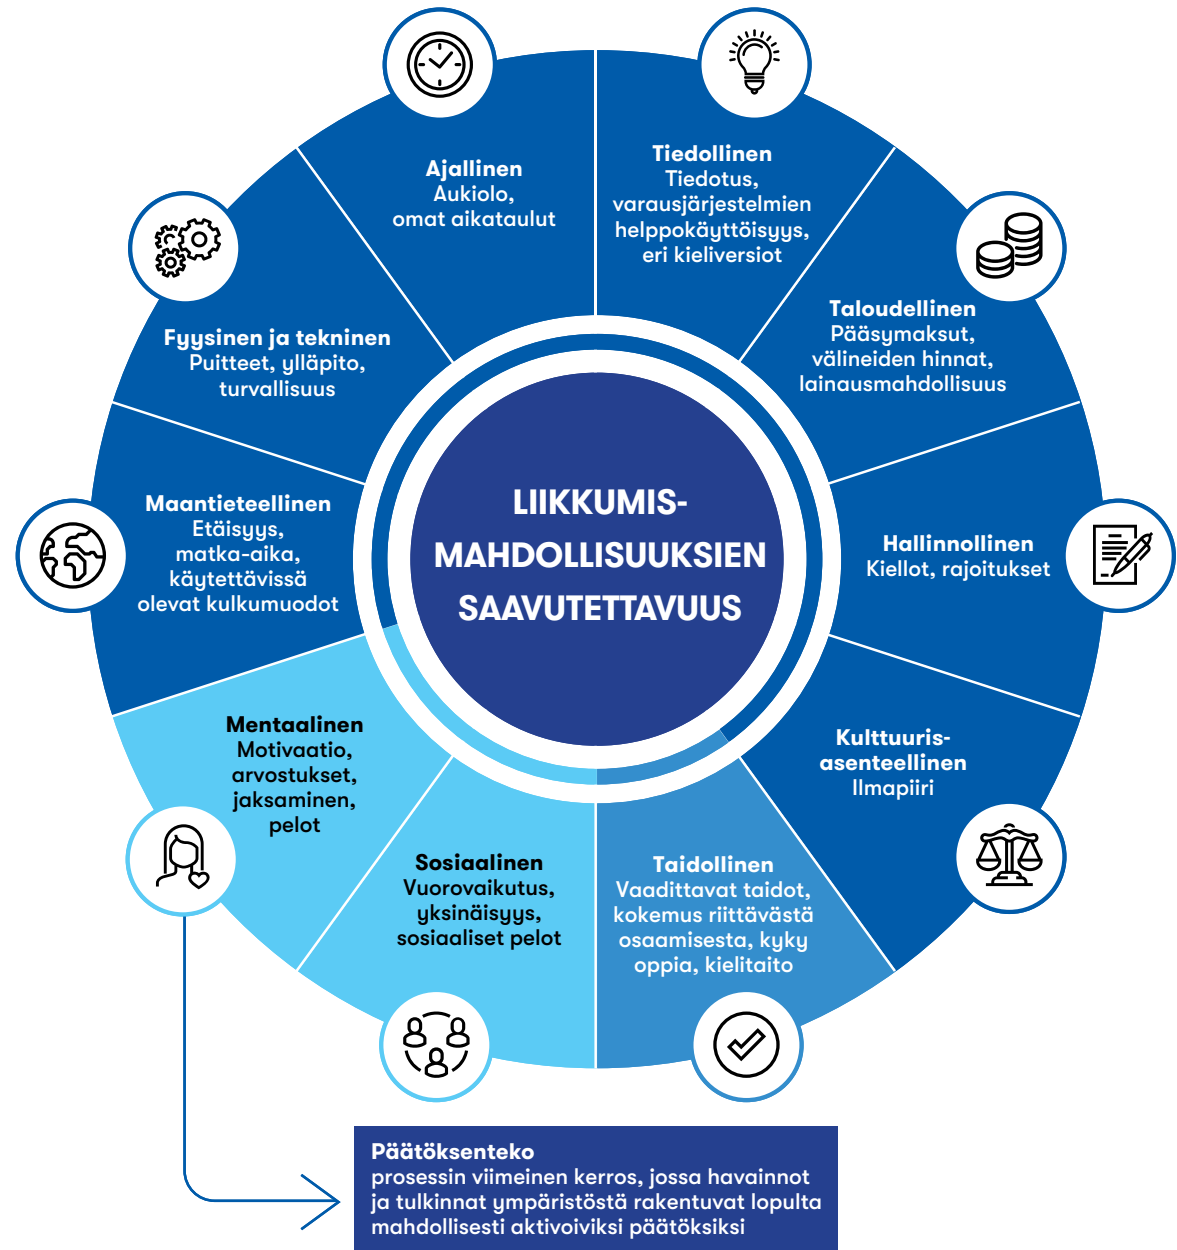 Ajallinen
Aukiolo,
omat aikataulut
Tiedollinen
Tiedotus,
varausjärjestelmien
helppokäyttöisyys,
eri kieliversiot
Taloudellinen
Pääsymaksut,
välineiden hinnat,
lainausmahdollisuus
Hallinnollinen
Kiellot, rajoitukset
Kulttuuris-
asenteellinen
Ilmapiiri
Taidollinen
Vaadittavat taidot,
kokemus riittävästä
osaamisesta, kyky
oppia, kielitaito
Sosiaalinen
Vuorovaikutus,
yksinäisyys,
sosiaaliset pelot
Mentaalinen
Motivaatio,
arvostukset,
jaksaminen,
pelot
Maantieteellinen
Etäisyys,
matka-aika,
käytettävissä
olevat kulkumuodot
Fyysinen ja tekninen
Puitteet, ylläpito,
turvallisuus
LIIKKUMIS-
MAHDOLLISUUKSIEN
SAAVUTETTAVUUS
Päätöksenteko
prosessin viimeinen kerros, jossa havainnot
ja tulkinnat ympäristöstä rakentuvat lopulta
mahdollisesti aktivoiviksi päätöksiksi